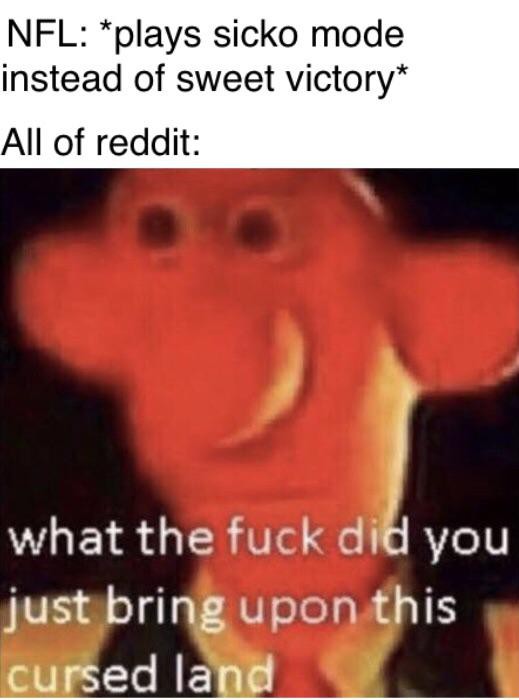 NFL: *plays sicko mode
instead of sweet victory*
All of reddit:
what the fuck did you
just bring upon this
cursed land